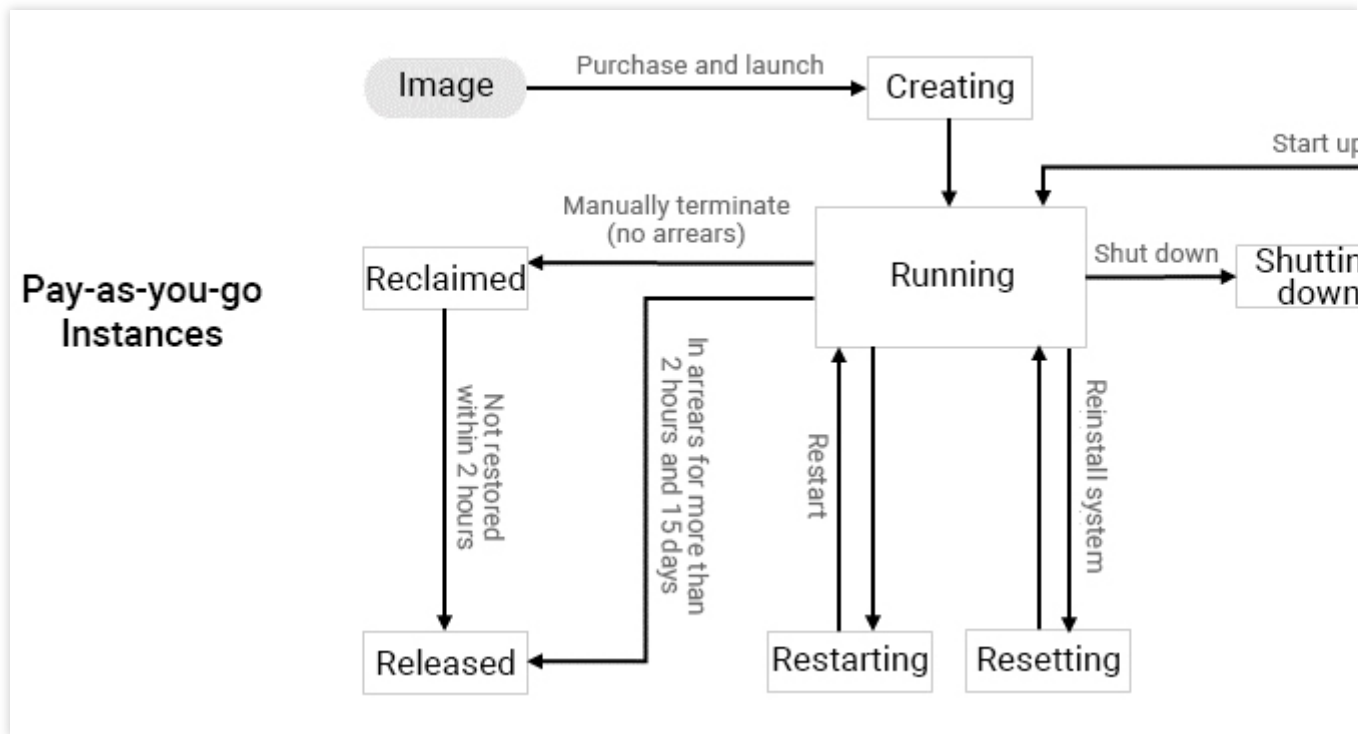 Image
Purchase and launch
Creating
Start up
Manually terminate
(no arrears)
Reclaimed
Running
Shut down
Shuttin
down
Pay-as-you-go
Instances
Not restored
within 2 hours
In arrears for more than
2 hours and 15 days
Restart
Reinstall system
Released
Restarting
Resetting